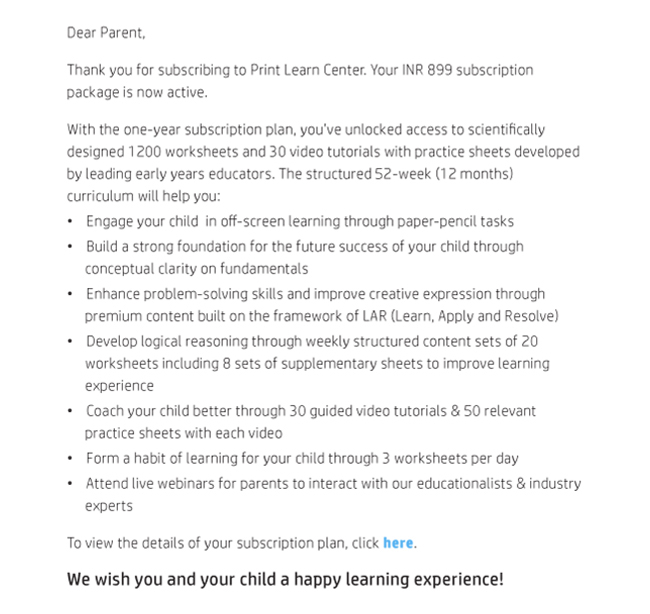 Dear Parent,
Thank you for subscribing to Print Learn Center. Your INR 899 subscription
package is now active.
With the one-year subscription plan, you've unlocked access to scientifically
designed 1200 worksheets and 30 video tutorials with practice sheets developed
by leading early years educators. The structured 52-week (12 months)
curriculum will help you:
• Engage your child in off-screen learning through paper-pencil tasks
• Build a strong foundation for the future success of your child through
conceptual clarity on fundamentals
• Enhance problem-solving skills and improve creative expression through
premium content built on the framework of LAR (Learn, Apply and Resolve)
• Develop logical reasoning through weekly structured content sets of 20
worksheets including 8 sets of supplementary sheets to improve learning
experience
• Coach your child better through 30 guided video tutorials & 50 relevant
practice sheets with each video
• Form a habit of learning for your child through 3 worksheets per day
• Attend live webinars for parents to interact with our educationalists & industry
experts
To view the details of your subscription plan, click here.
We wish you and your child a happy learning experience!